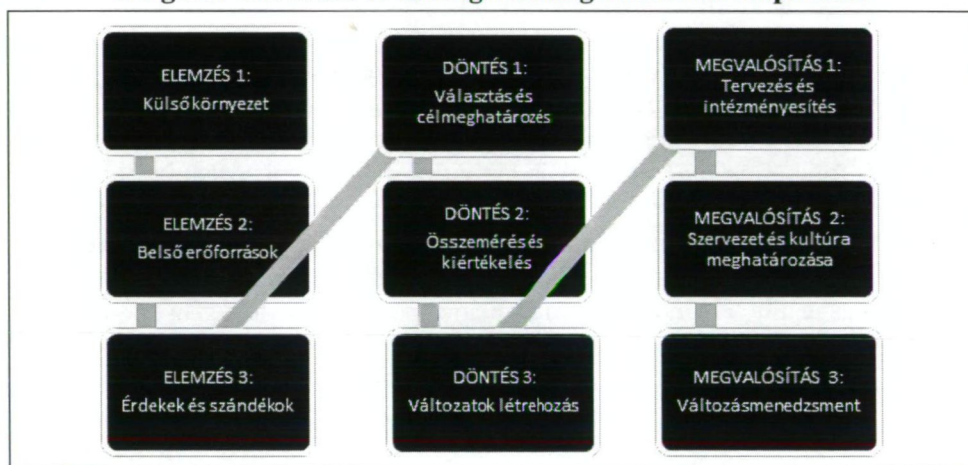 ELEMZÉS 1:
Külső környezet
ELEMZÉS 2:
Belső erőforrások
ELEMZÉS 3:
Érdekek és szándékok
DÖNTÉS 1:
Választás és
célmeghatározés
DÖNTÉS 2:
Összemérés és
kiértékelés
DÖNTÉS 3:
Változatok létrehozás
MEGVALÓSÍTÁS 1:
Tervezés és
intézményesítés
MEGVALÓSÍTÁS 2:
Szervezet és kultúra
meghatározása
MEGVALÓSÍTÁS 3:
Változásmenedzsment